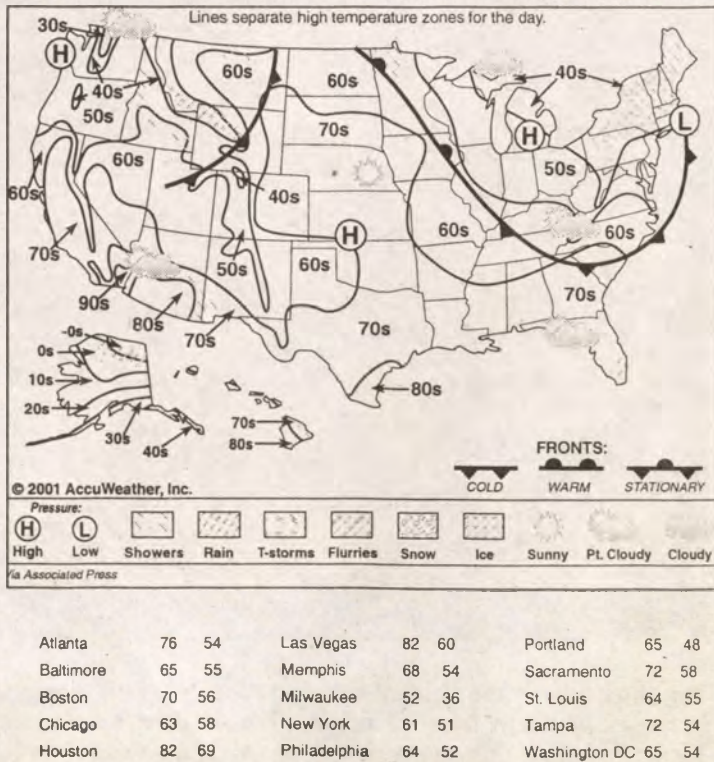 Lines separate high temperature zones for the day.
30s
H
40s
50s
60s
60s
60s
40s
H
50s
L
60s
70s
40s
60s
60s
70s
90s
80s
50s
70s
60s
H
60s
70s
70s
80s
-0s
0s
10s
20s
30s
40s
70s
80s
FRONTS:
COLD WARM STATIONARY
© 2001 AccuWeather, Inc.
Pressure:
H L
High Low Showers Rain T-storms Flurries Snow Ice Sunny Pt. Cloudy Cloudy
Via Associated Press
Atlanta 76 54 Las Vegas 82 60 Portland 65 48
Baltimore 65 55 Memphis 68 54 Sacramento 72 58
Boston 70 56 Milwaukee 52 36 St. Louis 64 55
Chicago 63 58 New York 61 51 Tampa 72 54
Houston 82 69 Philadelphia 64 52 Washington DC 65 54